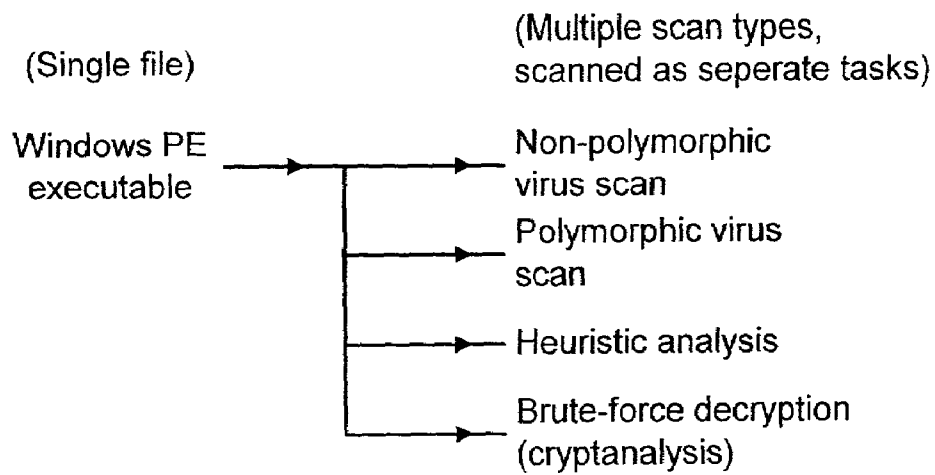 (Single file)
(Multiple scan types,
scanned as seperate tasks)
Windows PE
executable
Non-polymorphic
virus scan
Polymorphic virus
scan
Heuristic analysis
Brute-force decryption
(cryptanalysis)